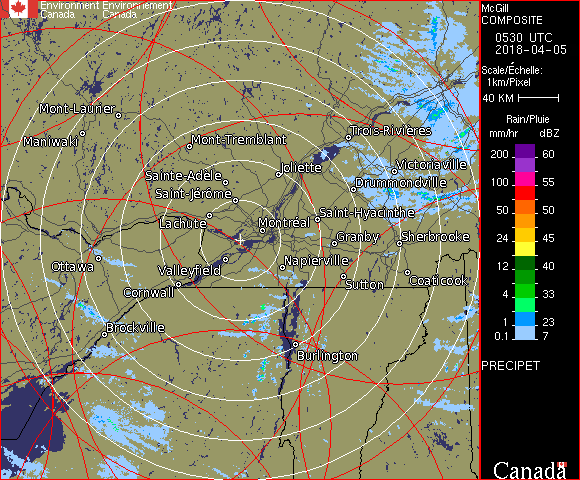 Environment Environnement
Canada Canada
McGill
COMPOSITE
0530 UTC
2018-04-05
Scale/Échelle:
1km/Pixel
40 KM
Rain/Pluie
mm/hr dBZ
200 60
100 55
50 50
24 45
12 40
4 33
1 23
0.1 7
PRECIPET
Canada
Mont-Laurier
Maniwaki
Mont-Tremblant
Trois-Rivières
Sainte-Adèle
Joliette
Victoriaville
Drummondville
Saint-Jérôme
Lachute
Saint-Hyacinthe
Montréal
Granby
Sherbrooke
Ottawa
Valleyfield
Napierville
Cornwall
Sutton
Coaticook
Brockville
Burlington